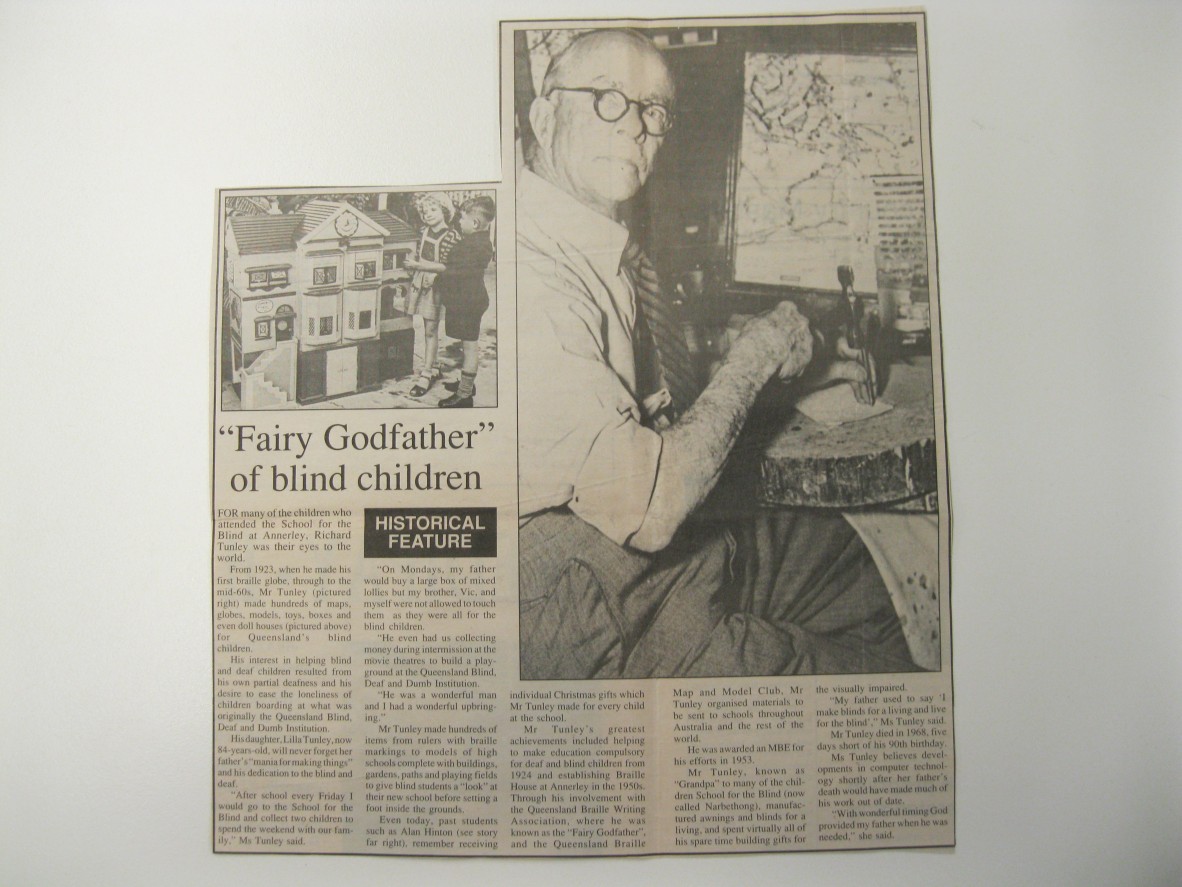 “Fairy Godfather”
of blind children
FOR many of the children who
attended the School for the
Blind at Annerley, Richard
Tunley was their eyes to the
world.
From 1923, when he made his
first braille globe, through to the
mid-60s, Mr Tunley (pictured
right) made hundreds of maps,
globes, models, toys, boxes and
even doll houses (pictured above)
for Queensland's blind
children.
His interest in helping blind
and deaf children resulted from
his own partial deafness and his
desire to ease the loneliness of
children boarding at what was
originally the Queensland Blind,
Deaf and Dumb Institution.
His daughter, Lilla Tunley, now
84-years-old, will never forget her
father's “mania for making things”
and his dedication to the blind and
deaf.
“After school every Friday I
would go to the School for the
Blind and collect two children to
spend the weekend with our fam-
ily,” Ms Tunley said.
HISTORICAL
FEATURE
“On Mondays, my father
would buy a large box of mixed
lollies but my brother, Vic, and
myself were not allowed to touch
them as they were all for the
blind children.
“He even had us collecting
money during intermission at the
movie theatres to build a play-
ground at the Queensland Blind,
Deaf and Dumb Institution.
“He was a wonderful man
and I had a wonderful upbring-
ing.”
Mr Tunley made hundreds of
items from rulers with braille
markings to models of high
schools complete with buildings,
gardens, paths and playing fields
to give blind students a “look” at
their new school before setting a
foot inside the grounds.
Even today, past students
such as Alan Hinton (see story
far right), remember receiving
individual Christmas gifts which
Mr Tunley made for every child
at the school.
Mr Tunley's greatest
achievements included helping
to make education compulsory
for deaf and blind children from
1924 and establishing Braille
House at Annerley in the 1950s.
Through his involvement with
the Queensland Braille Writing
Association, where he was
known as the “Fairy Godfather”,
and the Queensland Braille
Map and Model Club, Mr
Tunley organised materials to
be sent to schools throughout
Australia and the rest of the
world.
He was awarded an MBE for
his efforts in 1953.
Mr Tunley, known as
“Grandpa” to many of the chil-
dren School for the Blind (now
called Narbethong), manufac-
tured awnings and blinds for a
living, and spent virtually all of
his spare time building gifts for
the visually impaired.
“My father used to say ‘I
make blinds for a living and live
for the blind’,” Ms Tunley said.
Mr Tunley died in 1968, five
days short of his 90th birthday.
Ms Tunley believes devel-
opments in computer technol-
ogy shortly after her father's
death would have made much of
his work out of date.
“With wonderful timing God
provided my father when he was
needed,” she said.